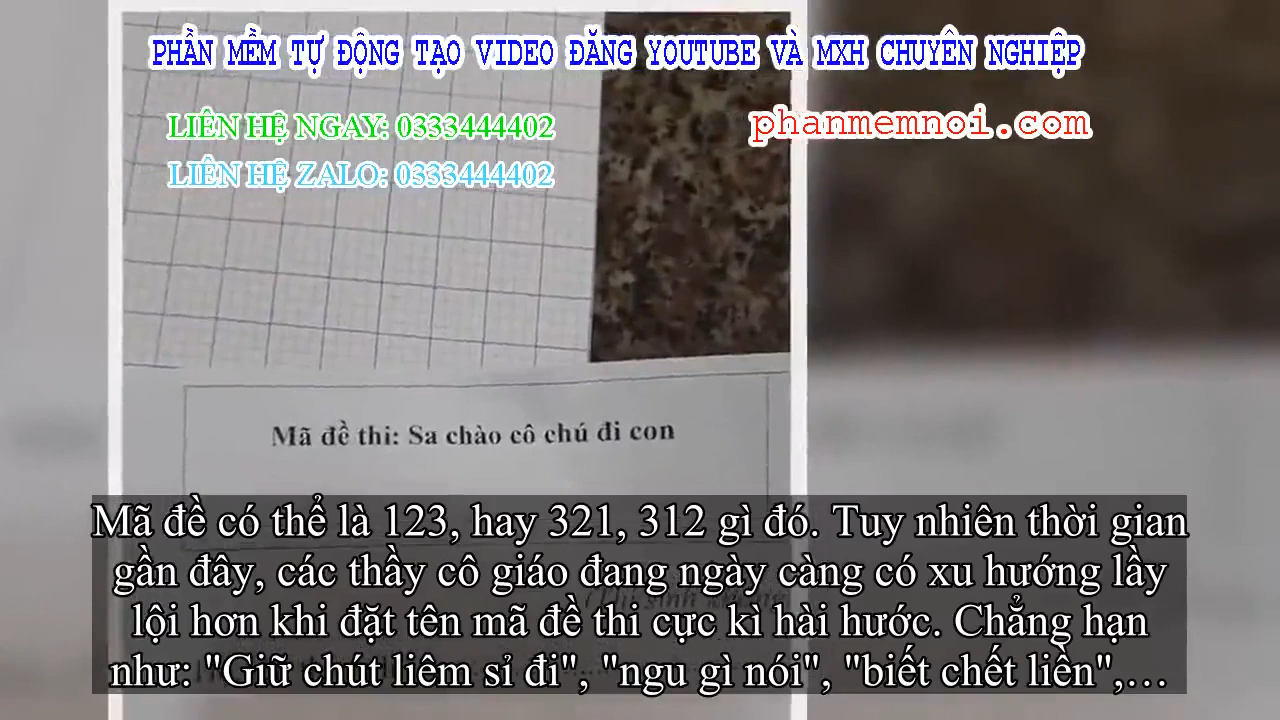 PHẦN MỀM TỰ ĐỘNG TẠO VIDEO ĐĂNG YOUTUBE VÀ MXH CHUYÊN NGHIỆP
LIÊN HỆ NGAY: 0333444402
phanmemnoi.com
LIÊN HỆ ZALO: 0333444402
Mã đề thi: Sa chào cô chú đi con
Mã đề có thể là 123, hay 321, 312 gì đó. Tuy nhiên thời gian
gần đây, các thầy cô giáo đang ngày càng có xu hướng lầy
lội hơn khi đặt tên mã đề thi cực kì hài hước. Chẳng hạn
như: "Giữ chút liêm sỉ đi", "ngu gì nói", "biết chết liền",...